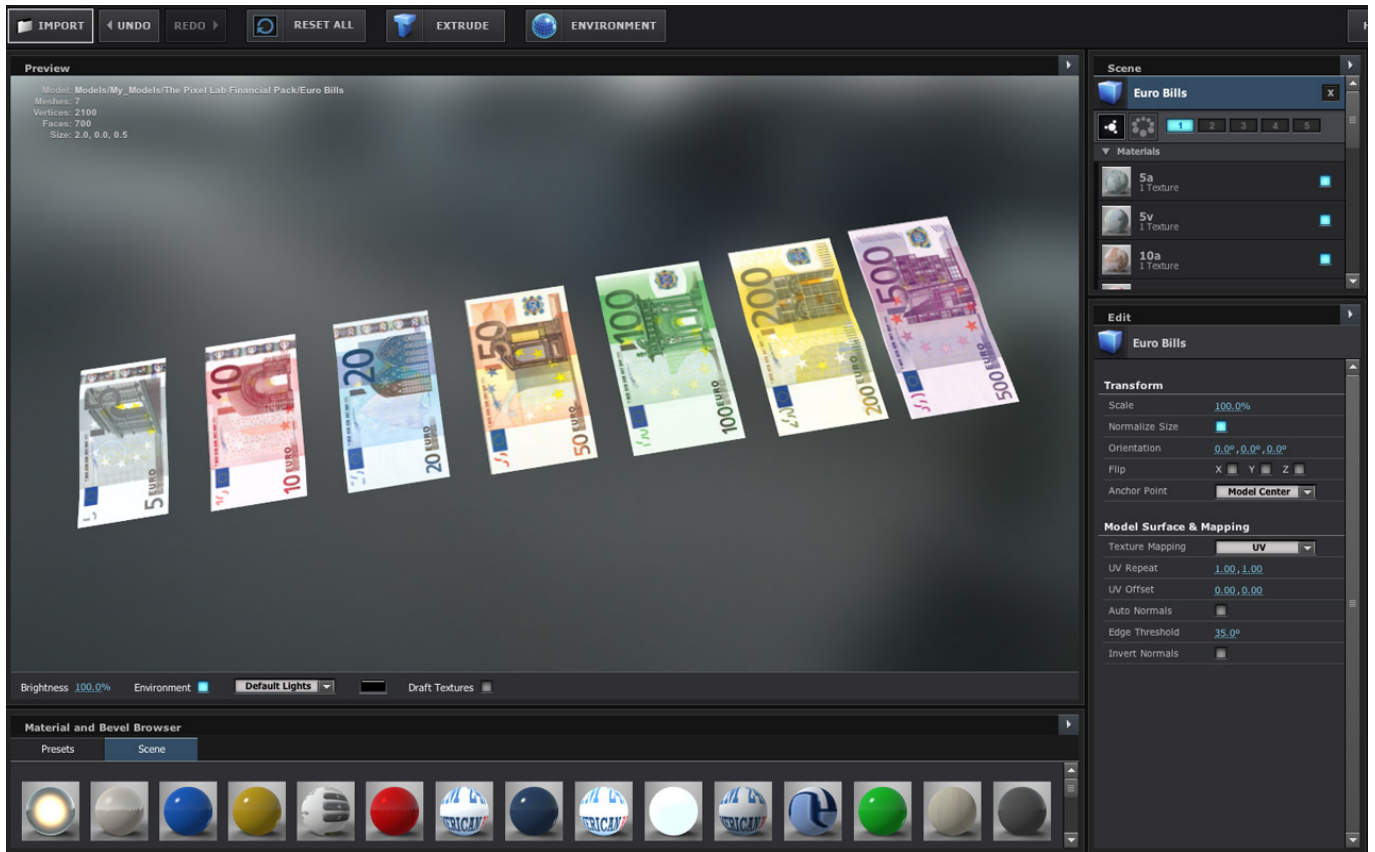 IMPORT
UNDO
REDO
RESET ALL
EXTRUDE
ENVIRONMENT
Preview
Model: Models/My_Models/The Pixel Lab Financial Pack/Euro Bills
Meshes: 7
Vertices: 2100
Faces: 700
Size: 2.0, 0.0, 0.5
5 EURO
10
10 EURO
20
20 EURO
50
50 EURO
100
100 EURO
200
200 EURO
500
500 EURO
Brightness 100.0% Environment Default Lights Draft Textures
Material and Bevel Browser
Presets Scene
Scene
Euro Bills X
1 2 3 4 5
Materials
5a
1 Texture
5v
1 Texture
10a
1 Texture
Edit
Euro Bills
Transform
Scale 100.0%
Normalize Size
Orientation 0.0°, 0.0°, 0.0°
Flip X Y Z
Anchor Point Model Center
Model Surface & Mapping
Texture Mapping UV
UV Repeat 1.00, 1.00
UV Offset 0.00, 0.00
Auto Normals
Edge Threshold 35.0°
Invert Normals